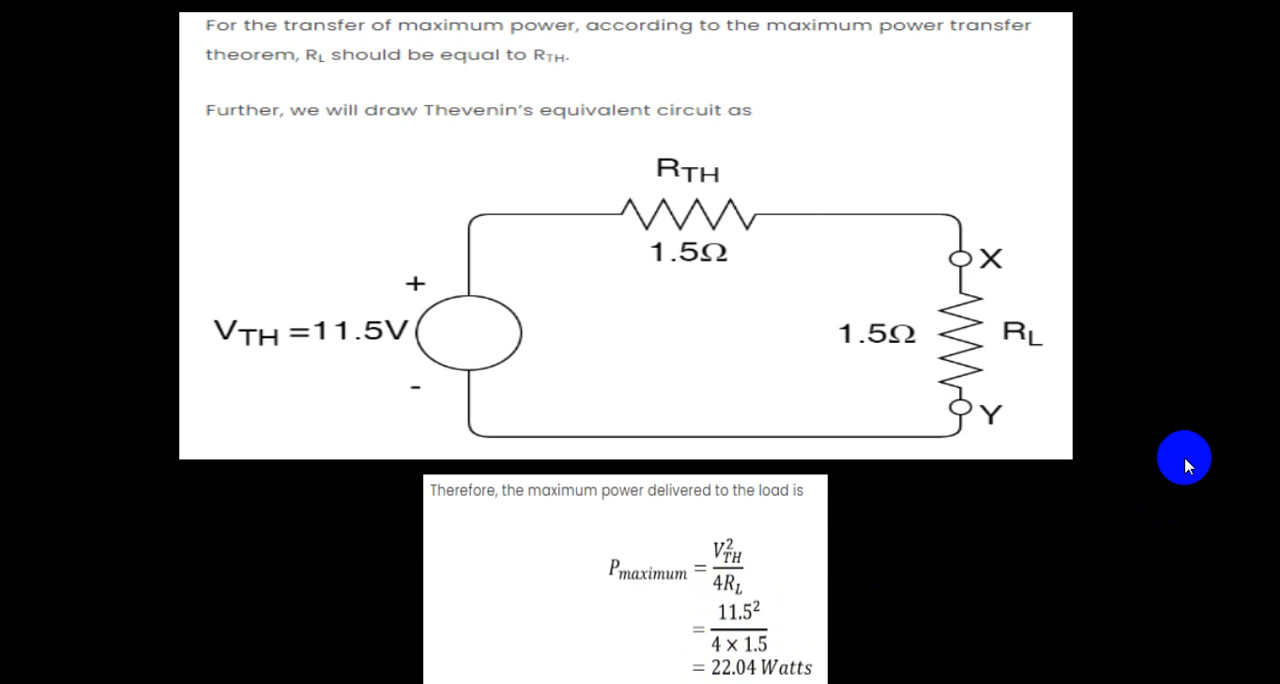 For the transfer of maximum power, according to the maximum power transfer
theorem, RL should be equal to RTH.
Further, we will draw Thevenin's equivalent circuit as
RTH
1.5Ω
X
+
VTH =11.5V
1.5Ω
RL
-
Y
Therefore, the maximum power delivered to the load is
Pmaximum = V²TH / 4RL
= 11.5² / 4 × 1.5
= 22.04 Watts